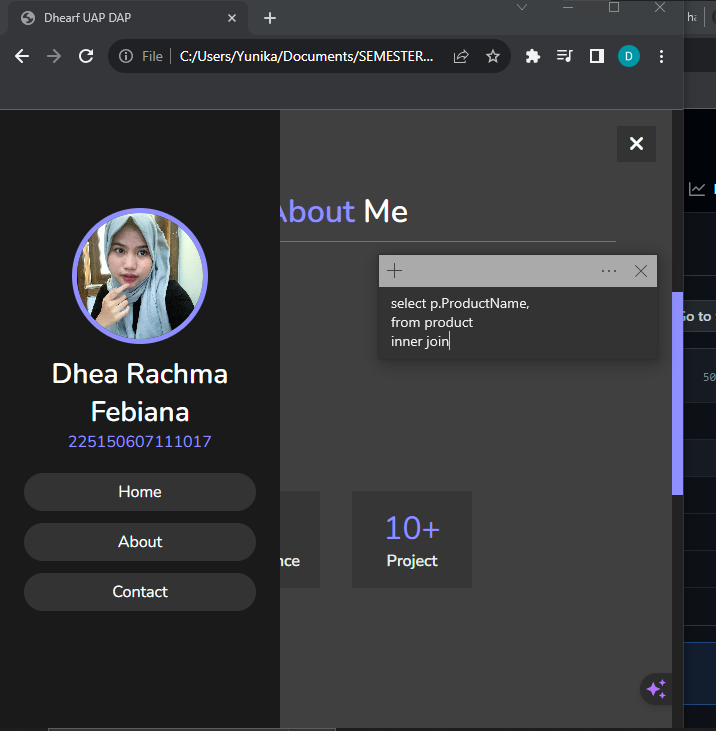 Dhearf UAP DAP
File
C:/Users/Yunika/Documents/SEMESTER...
D
About Me
select p.ProductName,
from product
inner join
Dhea Rachma
Febiana
225150607111017
Home
About
Contact
nce
10+
Project
Go to
50